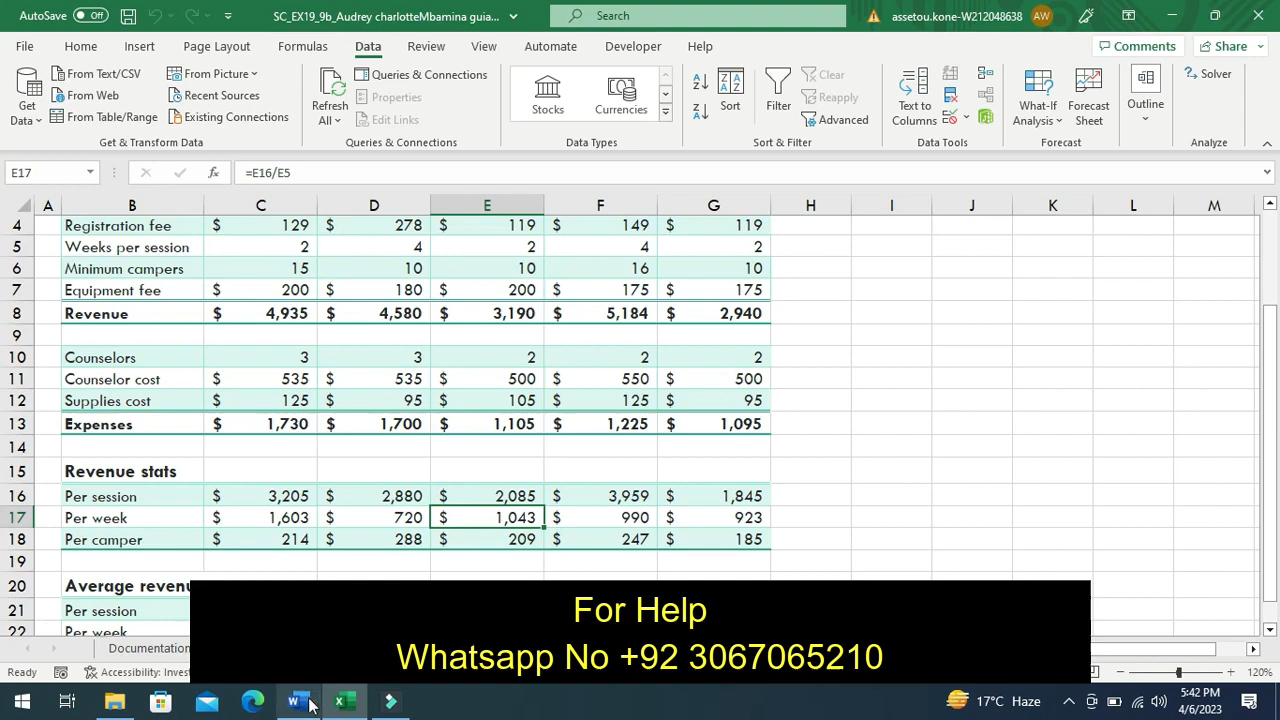 AutoSave Off SC_EX19_9b_Audrey charlotteMbamina guia... Search assetou.kone-W212048638 AW
File Home Insert Page Layout Formulas Data Review View Automate Developer Help Comments Share
Get Data
From Text/CSV
From Web
From Table/Range
From Picture
Recent Sources
Existing Connections
Refresh All
Queries & Connections
Properties
Edit Links
Stocks Currencies
Sort Filter
Clear
Reapply
Advanced
Text to Columns
What-If Analysis
Forecast Sheet
Outline
Solver
Get & Transform Data Queries & Connections Data Types Sort & Filter Data Tools Forecast Analyze
E17 fx =E16/E5
A B C D E F G H I J K L M
4 Registration fee $ 129 $ 278 $ 119 $ 149 $ 119
5 Weeks per session 2 4 2 4 2
6 Minimum campers 15 10 10 16 10
7 Equipment fee $ 200 $ 180 $ 200 $ 175 $ 175
8 Revenue $ 4,935 $ 4,580 $ 3,190 $ 5,184 $ 2,940
9
10 Counselors 3 3 2 2 2
11 Counselor cost $ 535 $ 535 $ 500 $ 550 $ 500
12 Supplies cost $ 125 $ 95 $ 105 $ 125 $ 95
13 Expenses $ 1,730 $ 1,700 $ 1,105 $ 1,225 $ 1,095
14
15 Revenue stats
16 Per session $ 3,205 $ 2,880 $ 2,085 $ 3,959 $ 1,845
17 Per week $ 1,603 $ 720 $ 1,043 $ 990 $ 923
18 Per camper $ 214 $ 288 $ 209 $ 247 $ 185
19
20 Average revenu
21 Per session
22 Per week
For Help
Whatsapp No +92 3067065210
Documentation
Ready Accessibility: Inves 120%
17°C Haze 5:42 PM
4/6/2023